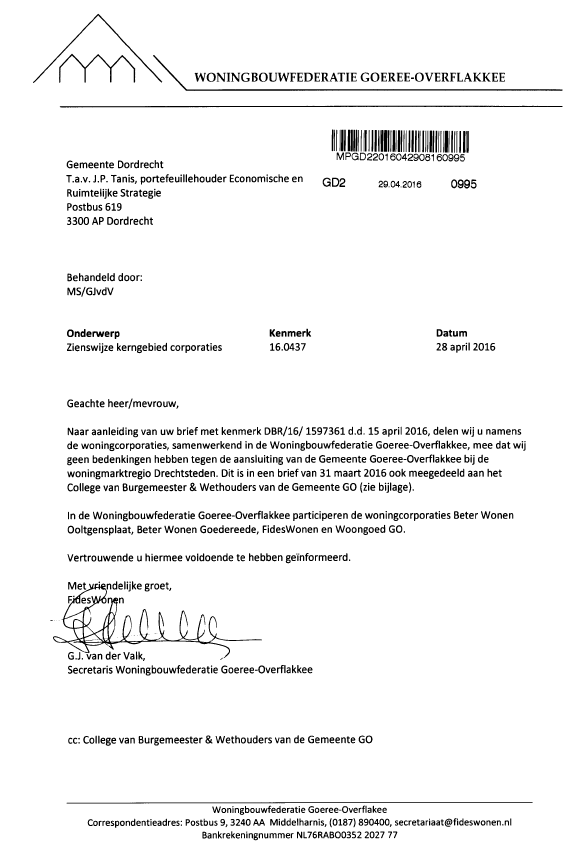 WONINGBOUWFEDERATIE GOEREE-OVERFLAKKEE
MPGD22016042908160995
GD2 29.04.2016 0995
Gemeente Dordrecht
T.a.v. J.P. Tanis, portefeuillehouder Economische en
Ruimtelijke Strategie
Postbus 619
3300 AP Dordrecht
Behandeld door:
MS/GJvdV
Onderwerp Kenmerk Datum
Zienswijze kerngebied corporaties 16.0437 28 april 2016
Geachte heer/mevrouw,
Naar aanleiding van uw brief met kenmerk DBR/16/ 1597361 d.d. 15 april 2016, delen wij u namens
de woningcorporaties, samenwerkend in de Woningbouwfederatie Goeree-Overflakkee, mee dat wij
geen bedenkingen hebben tegen de aansluiting van de Gemeente Goeree-Overflakkee bij de
woningmarktregio Drechtsteden. Dit is in een brief van 31 maart 2016 ook meegedeeld aan het
College van Burgemeester & Wethouders van de Gemeente GO (zie bijlage).
In de Woningbouwfederatie Goeree-Overflakkee participeren de woningcorporaties Beter Wonen
Ooltgensplaat, Beter Wonen Goedereede, FidesWonen en Woongoed GO.
Vertrouwende u hiermee voldoende te hebben geïnformeerd.
Met vriendelijke groet,
FidesWonen
G.J. van der Valk,
Secretaris Woningbouwfederatie Goeree-Overflakkee
cc: College van Burgemeester & Wethouders van de Gemeente GO
Woningbouwfederatie Goeree-Overflakee
Correspondentieadres: Postbus 9, 3240 AA Middelharnis, (0187) 890400, secretariaat@fideswonen.nl
Bankrekeningnummer NL76RABO0352 2027 77